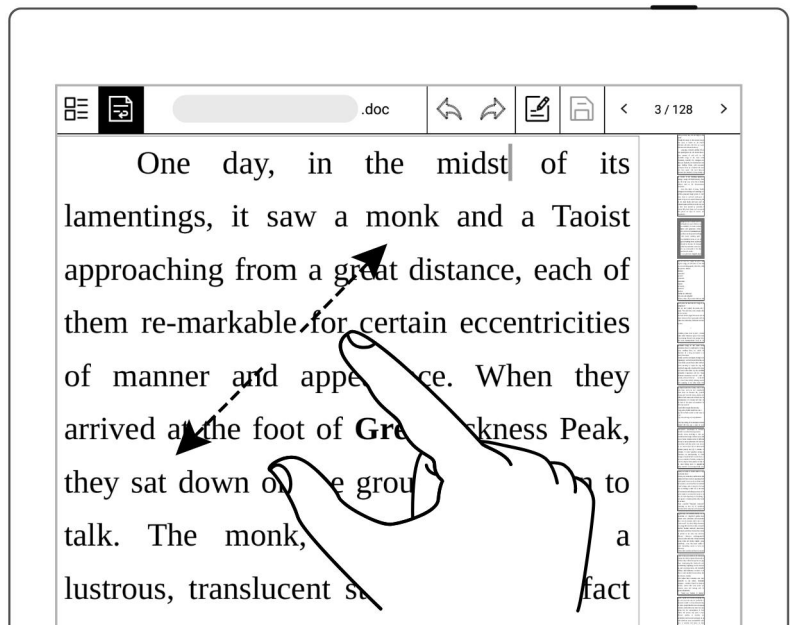 .doc 3 / 128
One day, in the midst of its
lamentings, it saw a monk and a Taoist
approaching from a great distance, each of
them re-markable for certain eccentricities
of manner and appe ce. When they
arrived at the foot of Gre ckness Peak,
they sat down on e grou to
talk. The monk, a
lustrous, translucent st fact